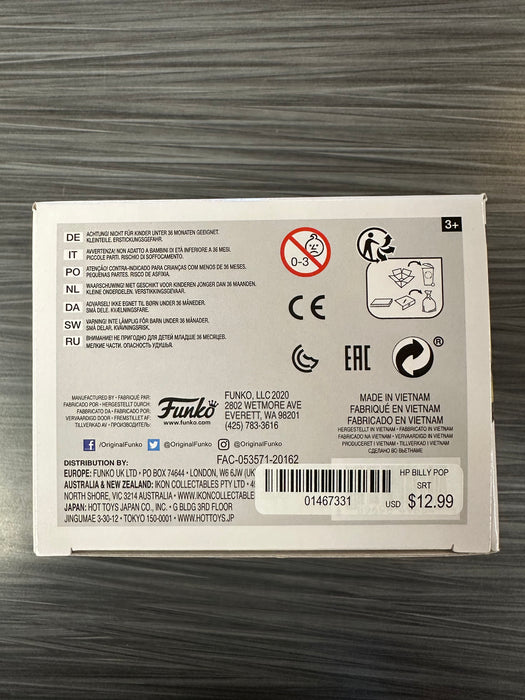 3+
DE ACHTUNG! NICHT FÜR KINDER UNTER 36 MONATEN GEEIGNET.
KLEINTEILE. ERSTICKUNGSGEFAHR.
IT AVVERTENZA! NON ADATTO A BAMBINI DI ETÀ INFERIORE A 36 MESI.
PICCOLE PARTI. RISCHIO DI SOFFOCAMENTO.
PO ATENÇÃO! CONTRA-INDICADO PARA CRIANÇAS COM MENOS DE 36 MESES.
PEQUENAS PARTES. RISCO DE ASFIXIA.
NL WAARSCHUWING! NIET GESCHIKT VOOR KINDEREN JONGER DAN 36 MAANDEN.
KLEINE ONDERDELEN. VERSTIKKINGSGEVAAR.
DA ADVARSEL! IKKE EGNET TIL BØRN UNDER 36 MÅNEDER.
SMÅ DELE. KVÆLNINGSFARE.
SW VARNING! INTE LÄMPLIG FÖR BARN UNDER 36 MÅNADER.
SMÅ DELAR. KVÄVNINGSRISK.
RU ВНИМАНИЕ! НЕ ПРИГОДНО ДЛЯ ДЕТЕЙ МЛАДШЕ 36 МЕСЯЦЕВ.
МЕЛКИЕ ЧАСТИ. ОПАСНОСТЬ УДУШЬЯ.
0-3
CE
EAC
®
MANUFACTURED BY • FABRIQUÉ PAR:
FABRICADO POR • HERGESTELLT DURCH:
FABBRICATO DA • FABRICADO POR:
VERVAARDIGD DOOR • FREMSTILLET AF:
TILLVERKAD AV • ПРОИЗВОДИТЕЛЬ:
Funko
www.funko.com
FUNKO, LLC 2020
2802 WETMORE AVE
EVERETT, WA 98201
(425) 783-3616
MADE IN VIETNAM
FABRIQUÉ EN VIETNAM
FABRICADO EN VIETNAM
HERGESTELLT IN VIETNAM • FABBRICATO IN VIETNAM
FABRICADO NO VIETNAM • VERVAARDIGD IN VIETNAM
PRODUCERET I VIETNAM • TILLVERKAD I VIETNAM
СДЕЛАНО ВО ВЬЕТНАМЕ
/OriginalFunko @OriginalFunko @OriginalFunko
FAC-053571-20162
DISTRIBUTION BY:
EUROPE: FUNKO UK LTD • PO BOX 74644 • LONDON, W6 6JW (UK
AUSTRALIA & NEW ZEALAND: IKON COLLECTABLES PTY LTD •
NORTH SHORE, VIC 3214 AUSTRALIA • WWW.IKONCOLLECTABLE
JAPAN: HOT TOYS JAPAN CO., INC. • G BLDG 3RD FLOOR
JINGUMAE 3-30-12 • TOKYO 150-0001 • WWW.HOTTOYS.JP
01467331
HP BILLY POP
SRT
USD $12.99